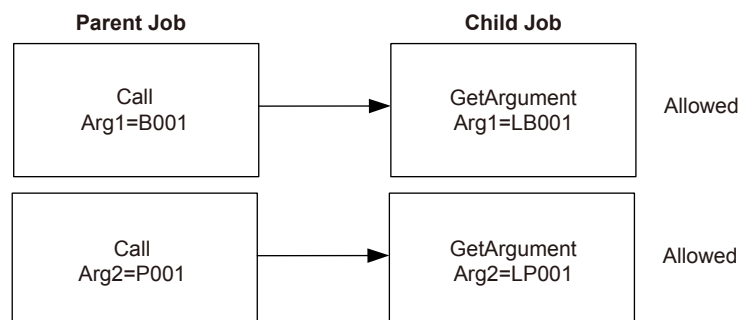 Parent Job
Child Job
Call
Arg1=B001
GetArgument
Arg1=LB001
Allowed
Call
Arg2=P001
GetArgument
Arg2=LP001
Allowed